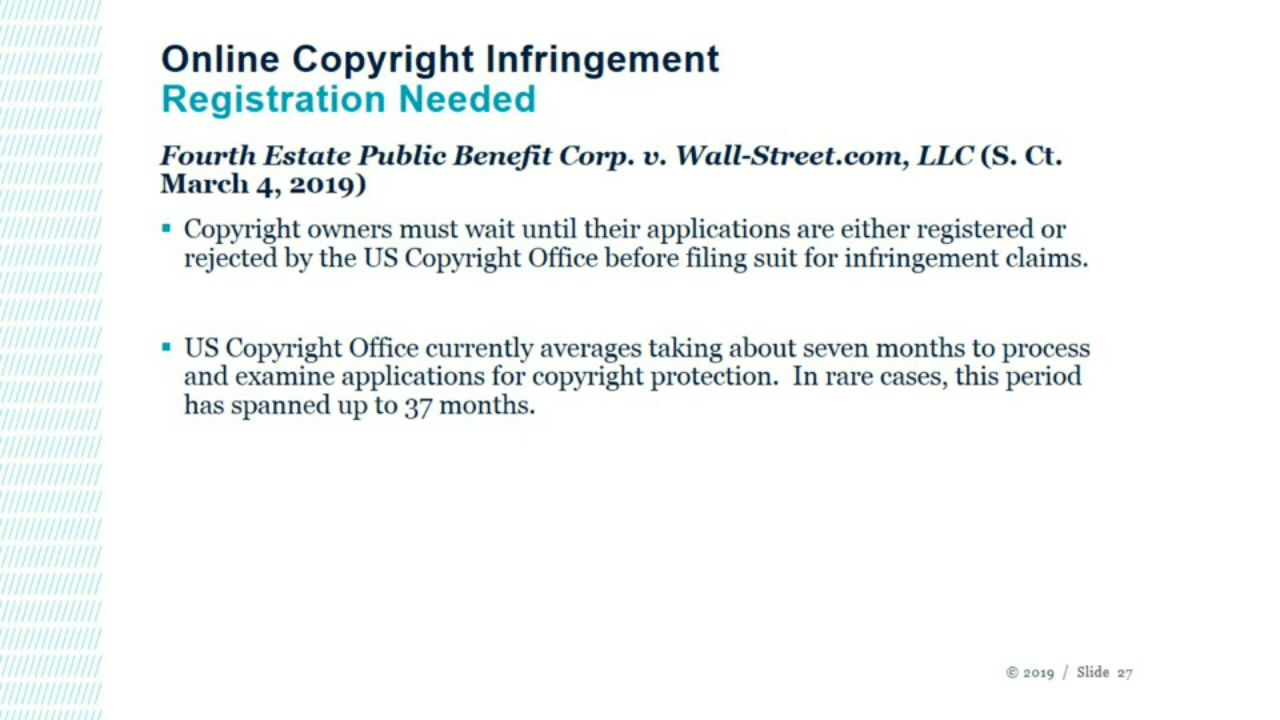 Online Copyright Infringement
Registration Needed
Fourth Estate Public Benefit Corp. v. Wall-Street.com, LLC (S. Ct.
March 4, 2019)
▪ Copyright owners must wait until their applications are either registered or
rejected by the US Copyright Office before filing suit for infringement claims.
▪ US Copyright Office currently averages taking about seven months to process
and examine applications for copyright protection.  In rare cases, this period
has spanned up to 37 months.
© 2019 / Slide 27